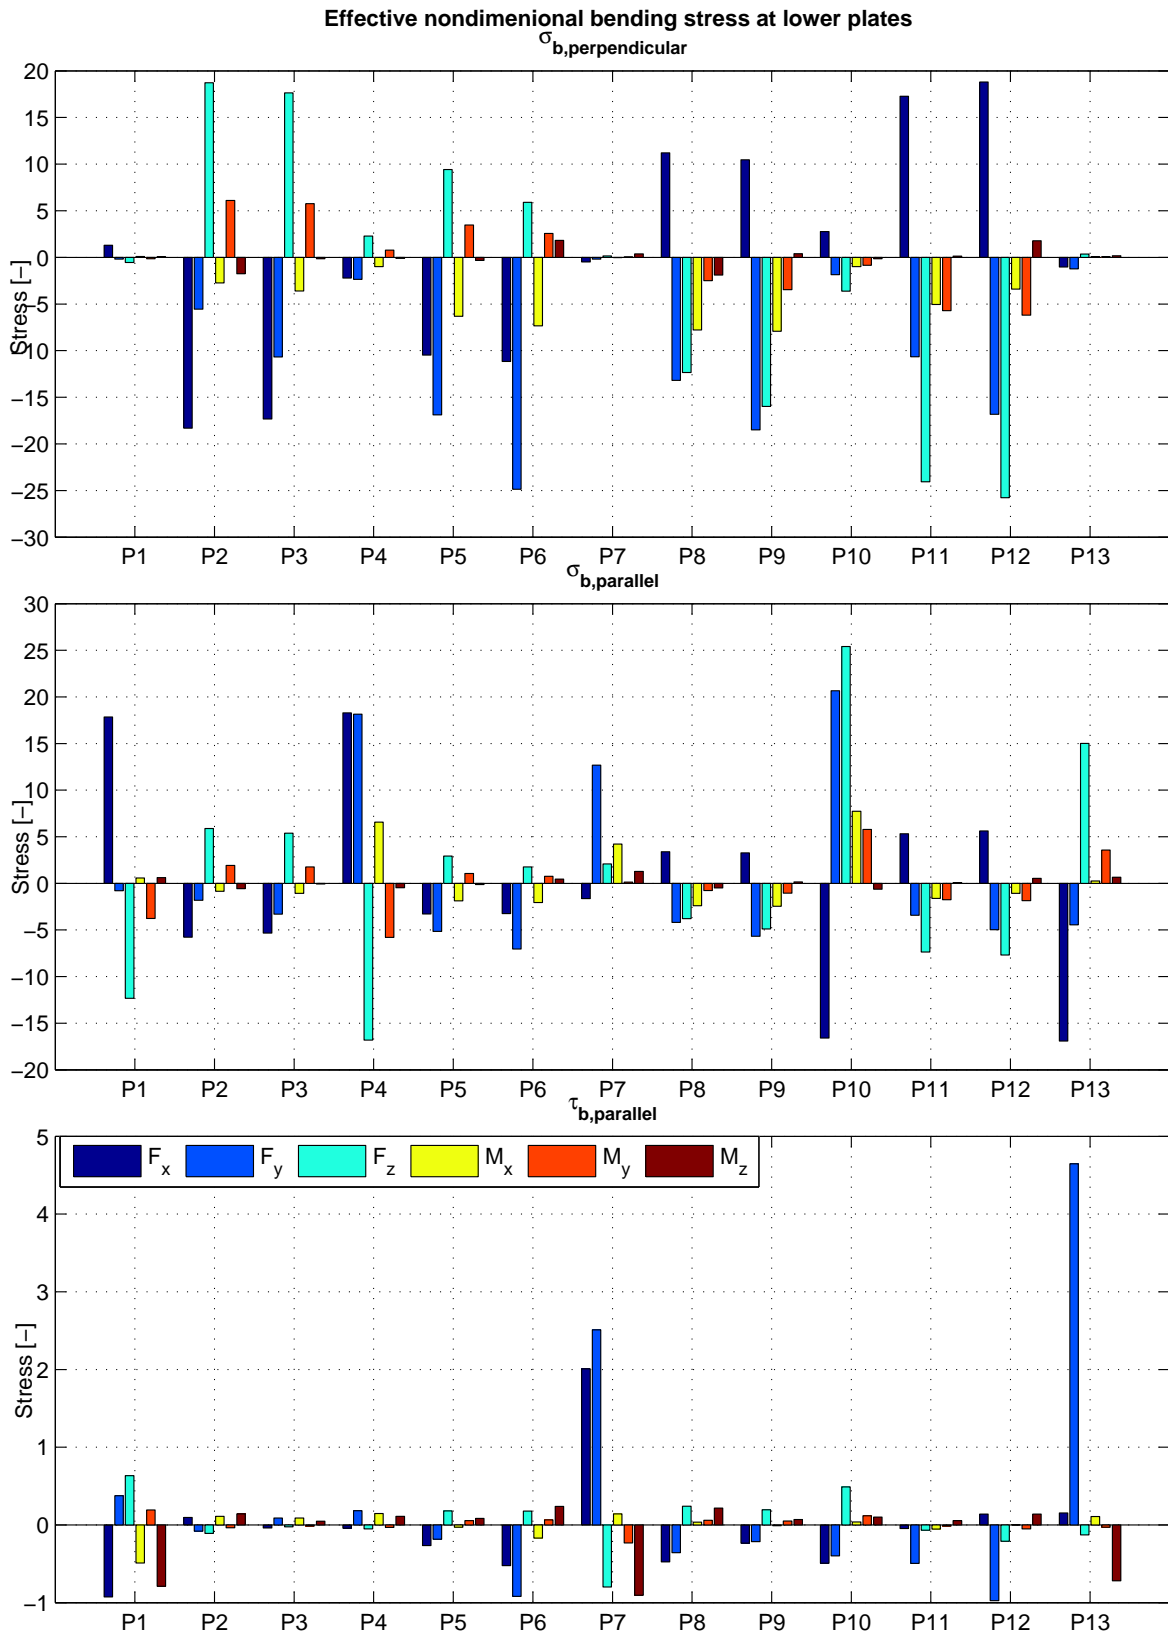 Effective nondimenional bending stress at lower plates
σb,perpendicular
20
15
10
5
0
−5
−10
−15
−20
−25
−30
Stress [−]
P1 P2 P3 P4 P5 P6 P7 P8 P9 P10 P11 P12 P13
σb,parallel
30
25
20
15
10
5
0
−5
−10
−15
−20
Stress [−]
P1 P2 P3 P4 P5 P6 P7 P8 P9 P10 P11 P12 P13
τb,parallel
5
4
3
2
1
0
−1
Stress [−]
Fx Fy Fz Mx My Mz
P1 P2 P3 P4 P5 P6 P7 P8 P9 P10 P11 P12 P13